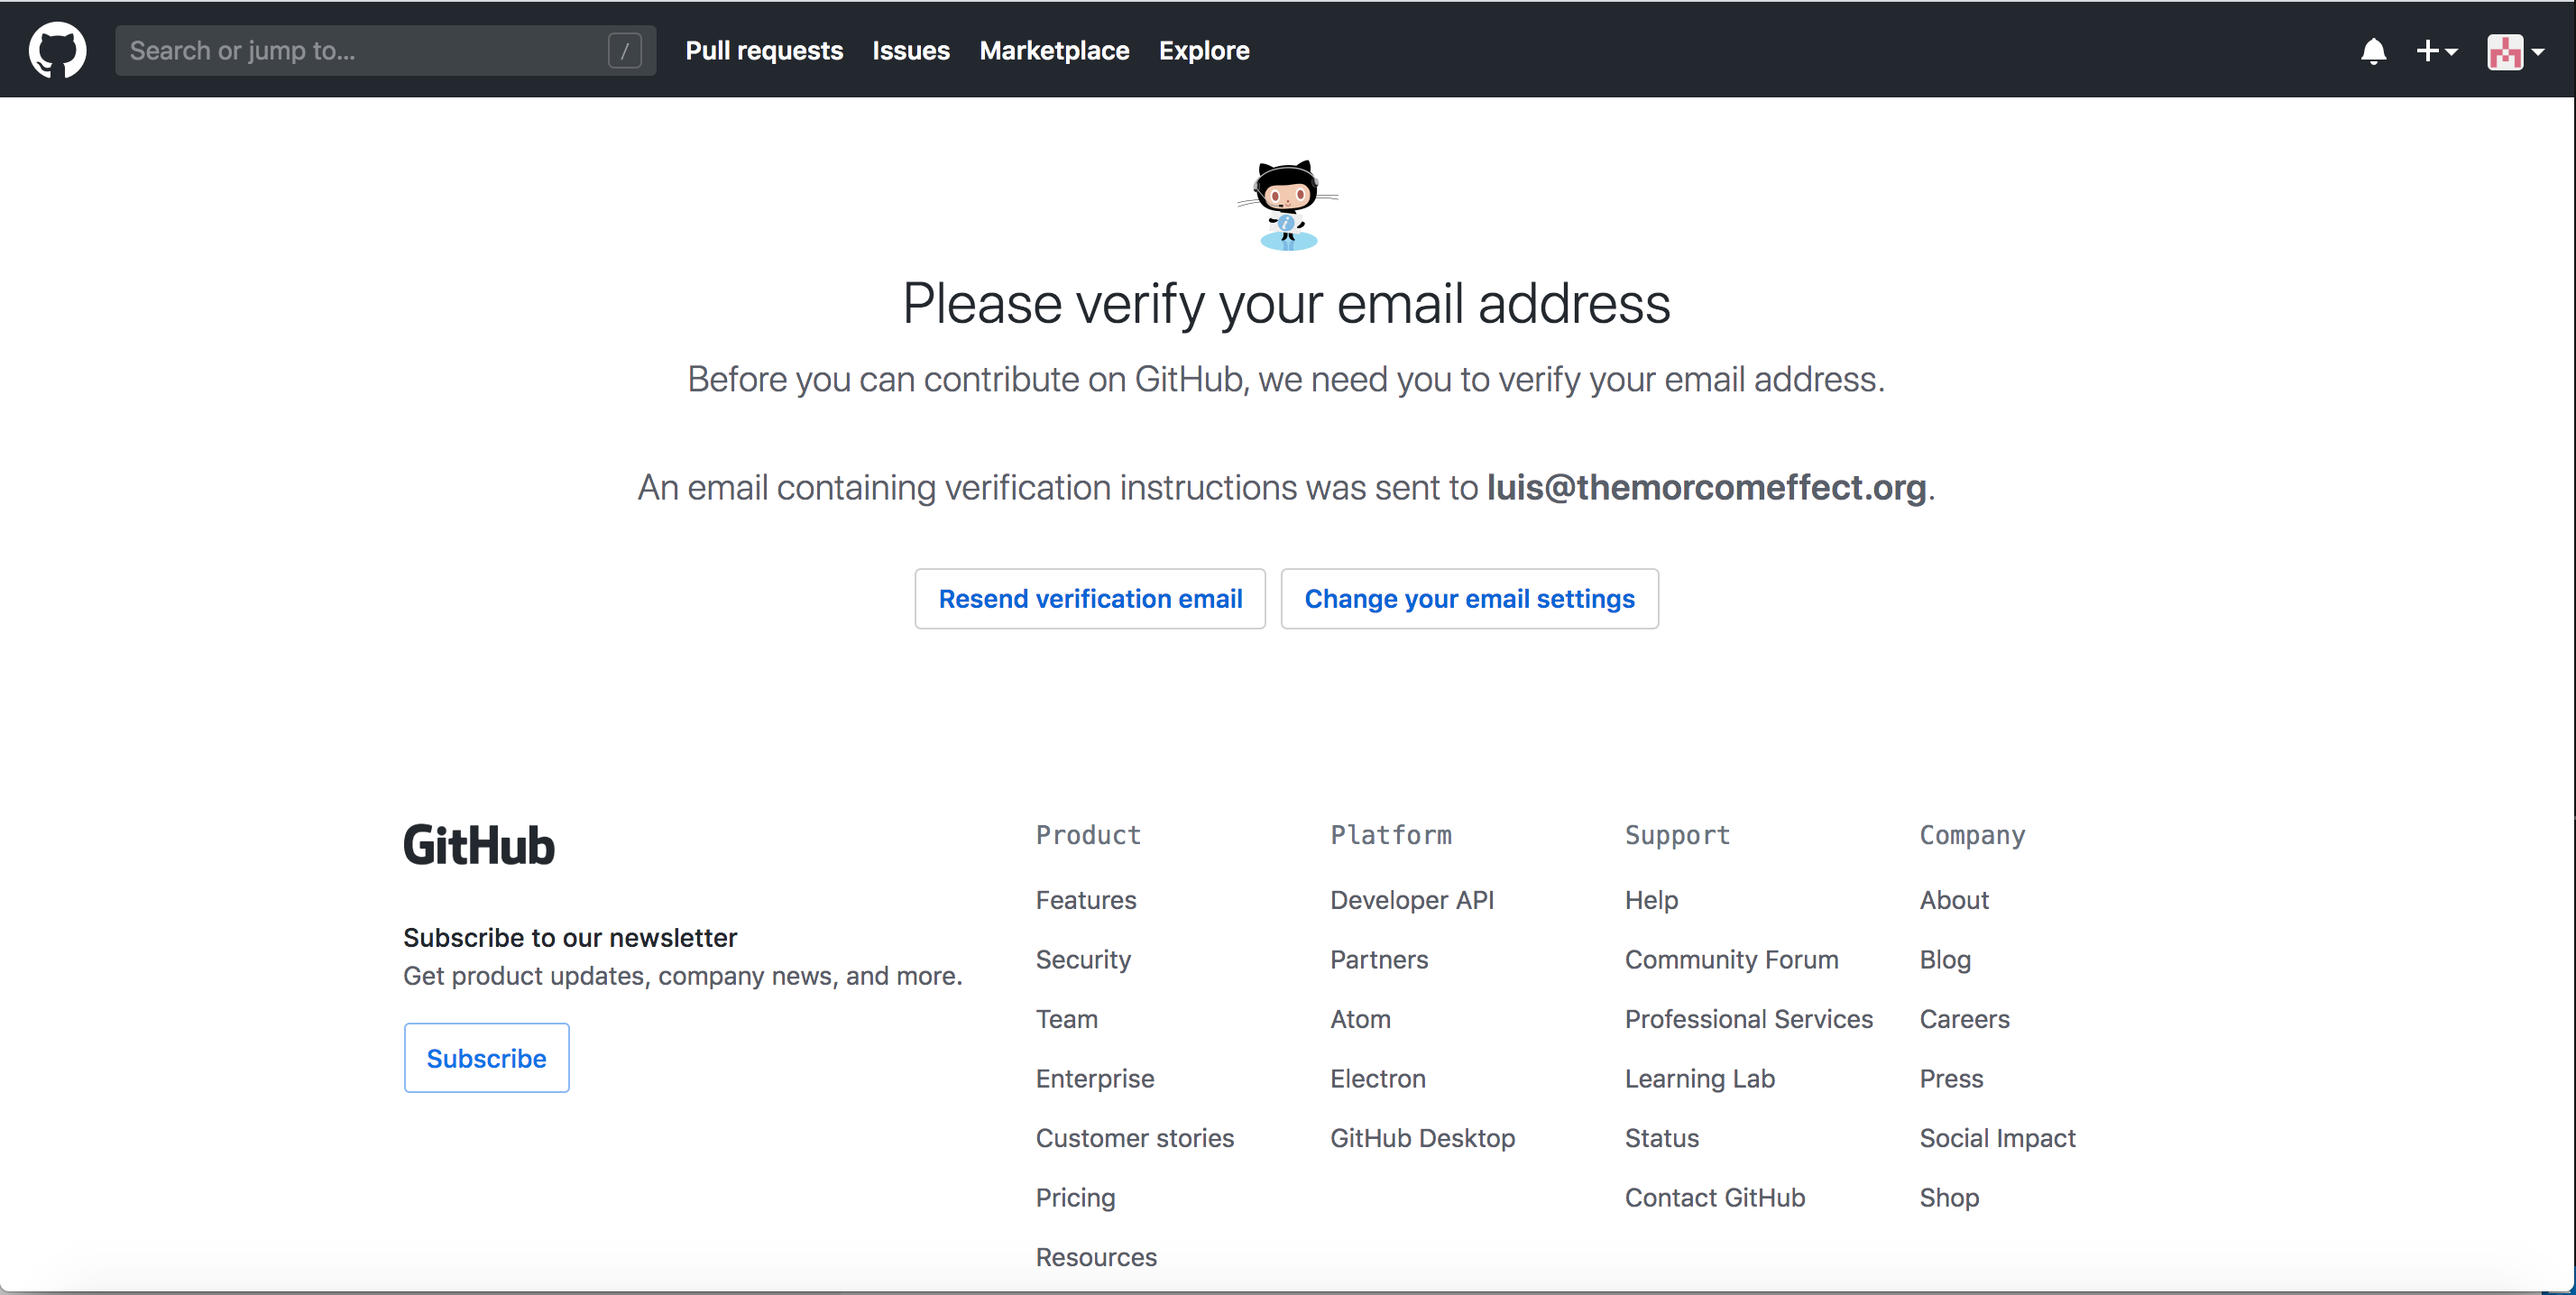 Search or jump to... /
Pull requests Issues Marketplace Explore
Please verify your email address
Before you can contribute on GitHub, we need you to verify your email address.
An email containing verification instructions was sent to luis@themorcomeffect.org.
Resend verification email
Change your email settings
GitHub
Subscribe to our newsletter
Get product updates, company news, and more.
Subscribe
Product
Features
Security
Team
Enterprise
Customer stories
Pricing
Resources
Platform
Developer API
Partners
Atom
Electron
GitHub Desktop
Support
Help
Community Forum
Professional Services
Learning Lab
Status
Contact GitHub
Company
About
Blog
Careers
Press
Social Impact
Shop